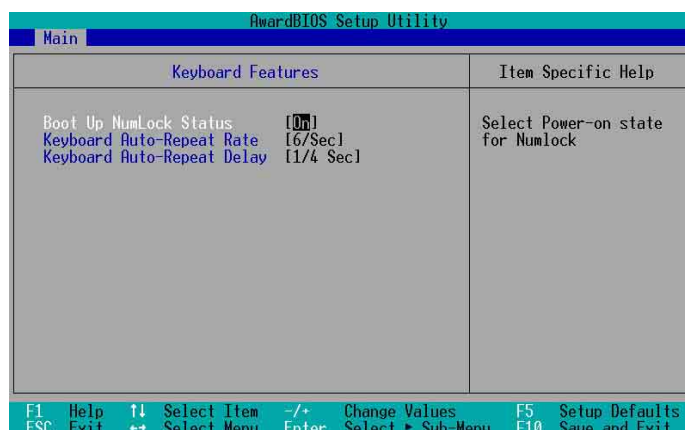 AwardBIOS Setup Utility
Main
Keyboard Features
Item Specific Help
Boot Up NumLock Status [On]
Keyboard Auto-Repeat Rate [6/Sec]
Keyboard Auto-Repeat Delay [1/4 Sec]
Select Power-on state
for Numlock
F1 Help ↑↓ Select Item -/+ Change Values F5 Setup Defaults
ESC Exit ←→ Select Menu Enter Select ► Sub-Menu F10 Save and Exit